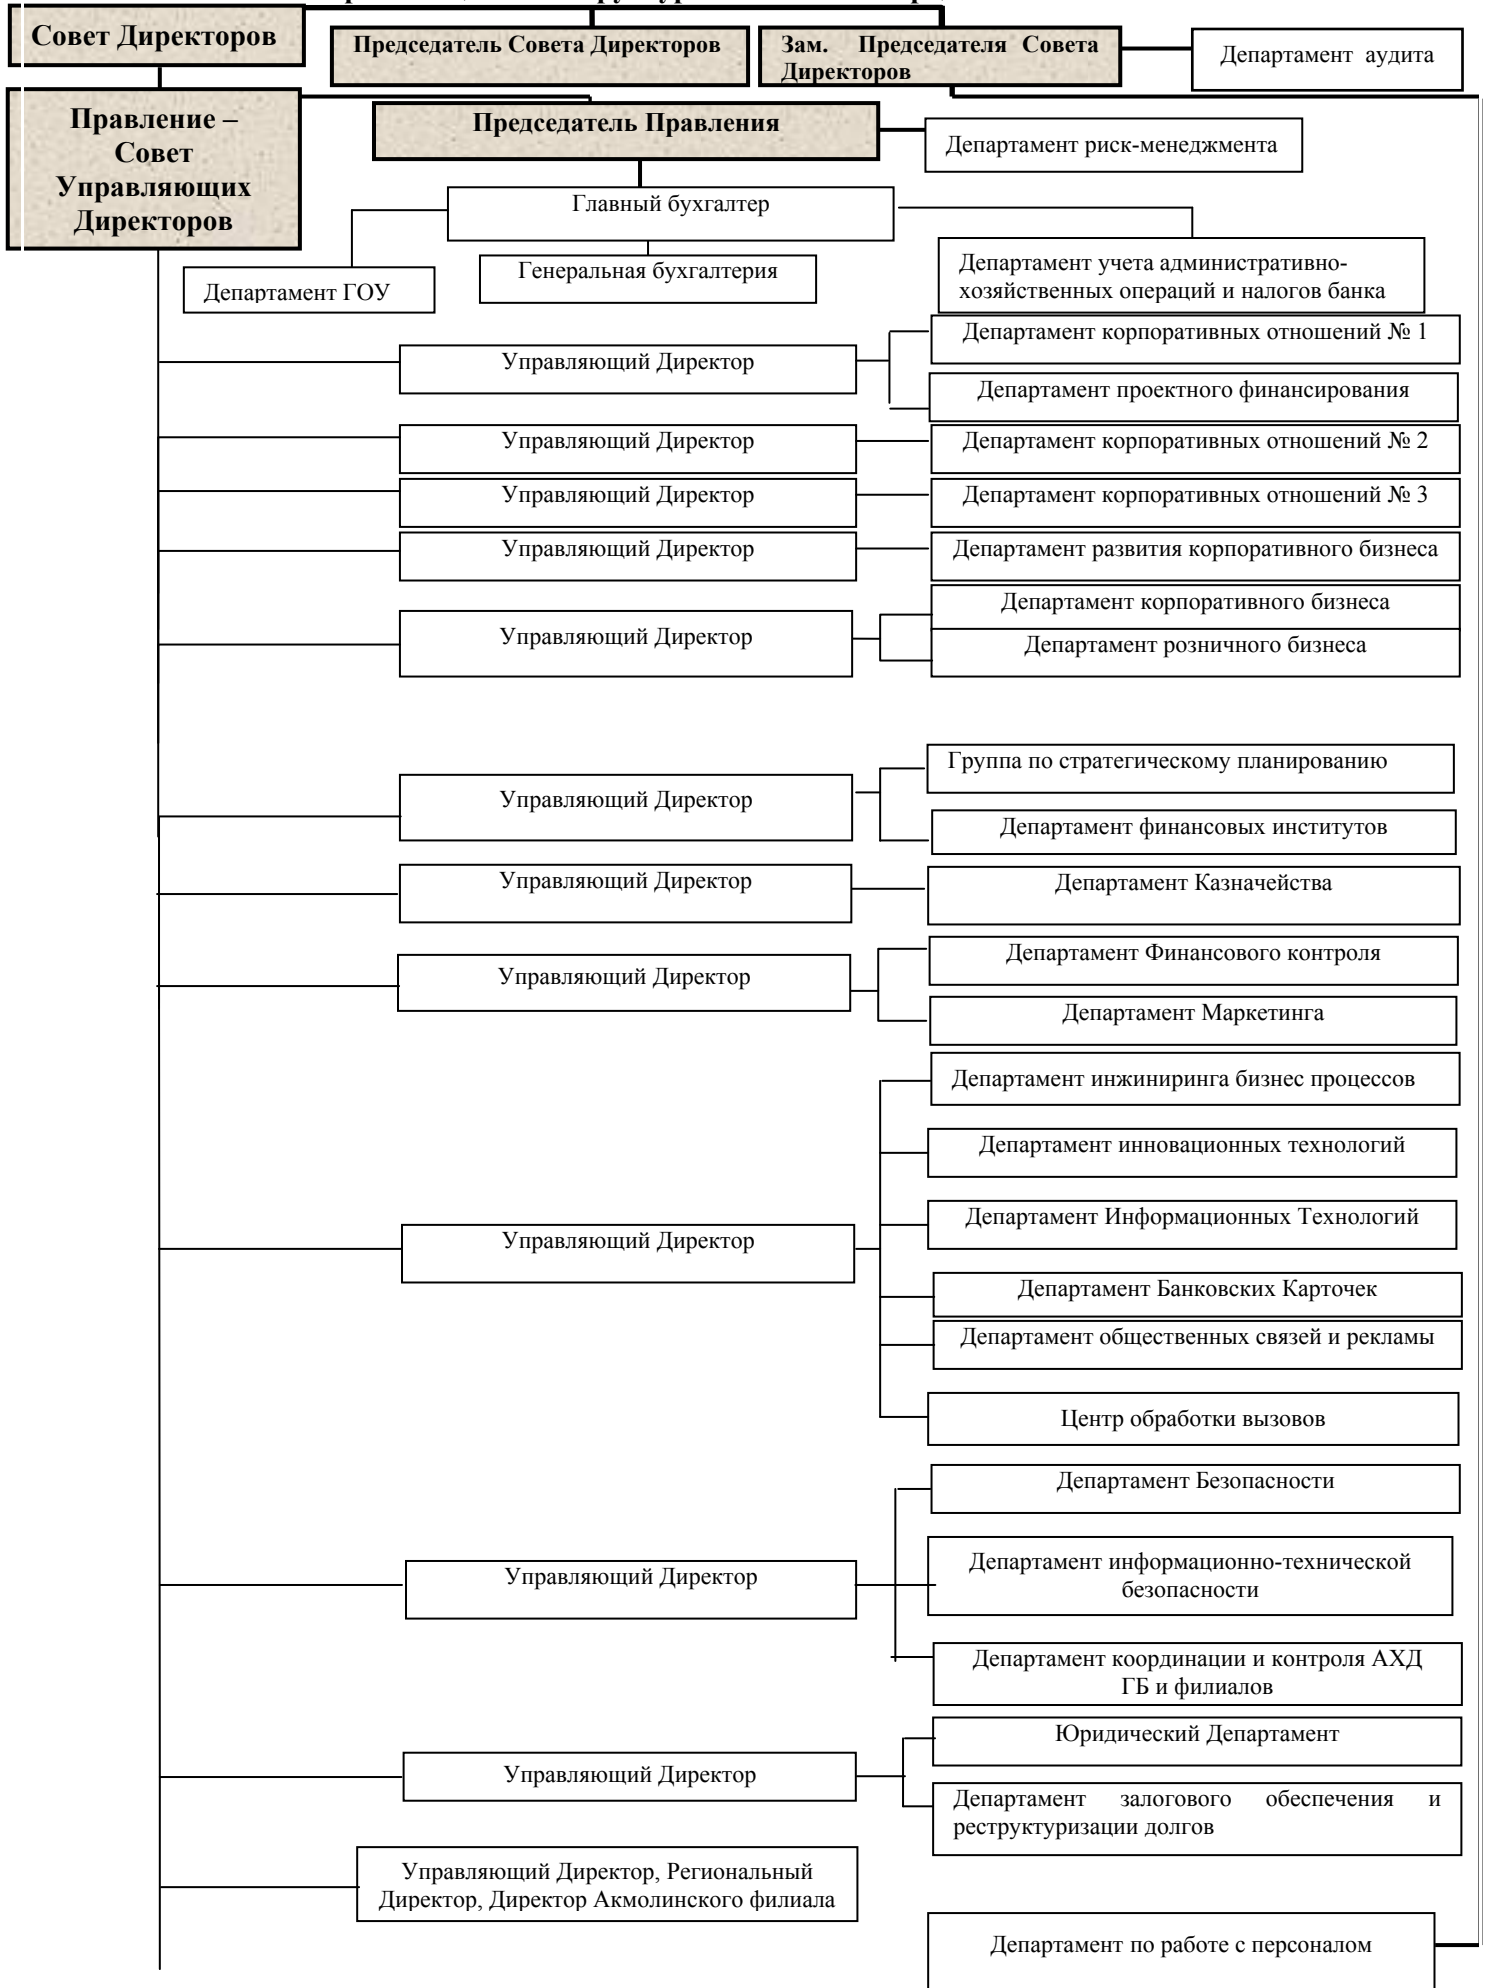 Совет Директоров
Председатель Совета Директоров
Зам. Председателя Совета
Директоров
Департамент аудита
Правление –
Совет
Управляющих
Директоров
Председатель Правления
Департамент риск-менеджмента
Главный бухгалтер
Департамент ГОУ
Генеральная бухгалтерия
Департамент учета административно-
хозяйственных операций и налогов банка
Управляющий Директор
Департамент корпоративных отношений № 1
Департамент проектного финансирования
Управляющий Директор
Департамент корпоративных отношений № 2
Управляющий Директор
Департамент корпоративных отношений № 3
Управляющий Директор
Департамент развития корпоративного бизнеса
Управляющий Директор
Департамент корпоративного бизнеса
Департамент розничного бизнеса
Управляющий Директор
Группа по стратегическому планированию
Департамент финансовых институтов
Управляющий Директор
Департамент Казначейства
Управляющий Директор
Департамент Финансового контроля
Департамент Маркетинга
Управляющий Директор
Департамент инжиниринга бизнес процессов
Департамент инновационных технологий
Департамент Информационных Технологий
Департамент Банковских Карточек
Департамент общественных связей и рекламы
Центр обработки вызовов
Управляющий Директор
Департамент Безопасности
Департамент информационно-технической
безопасности
Департамент координации и контроля АХД
ГБ и филиалов
Управляющий Директор
Юридический Департамент
Департамент залогового обеспечения и
реструктуризации долгов
Управляющий Директор, Региональный
Директор, Директор Акмолинского филиала
Департамент по работе с персоналом